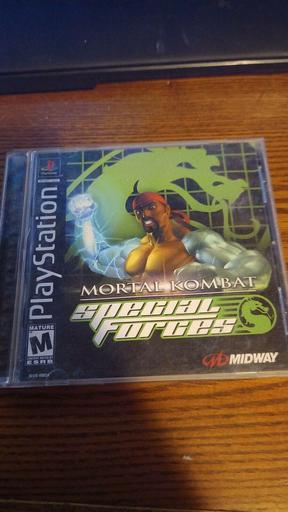 PlayStation
MORTAL KOMBAT
SPECIAL
FORCES
MATURE
M
ESRB
MIDWAY